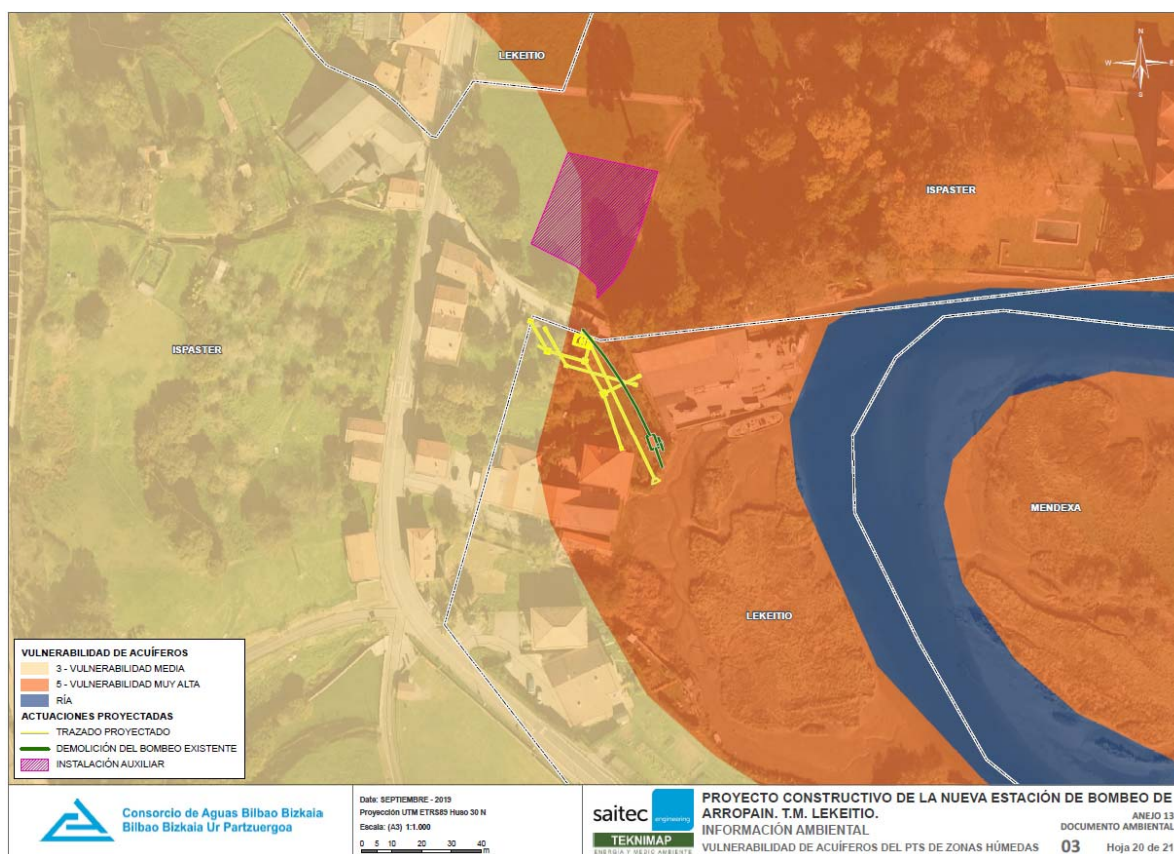 LEKEITIO
N
W
E
S
ISPASTER
ISPASTER
MENDEXA
LEKEITIO
VULNERABILIDAD DE ACUÍFEROS
3 - VULNERABILIDAD MEDIA
5 - VULNERABILIDAD MUY ALTA
RÍA
ACTUACIONES PROYECTADAS
TRAZADO PROYECTADO
DEMOLICIÓN DEL BOMBEO EXISTENTE
INSTALACIÓN AUXILIAR
Consorcio de Aguas Bilbao Bizkaia
Bilbao Bizkaia Ur Partzuergoa
Date: SEPTIEMBRE - 2019
Proyección UTM ETRS89 Huso 30 N
Escala: (A3) 1:1.000
0 5 10 20 30 40
m
saitec engineering
TEKNIMAP
ENERGÍA Y MEDIO AMBIENTE
PROYECTO CONSTRUCTIVO DE LA NUEVA ESTACIÓN DE BOMBEO DE
ARROPAIN. T.M. LEKEITIO.
INFORMACIÓN AMBIENTAL
VULNERABILIDAD DE ACUÍFEROS DEL PTS DE ZONAS HÚMEDAS
ANEJO 13
DOCUMENTO AMBIENTAL
03 Hoja 20 de 21